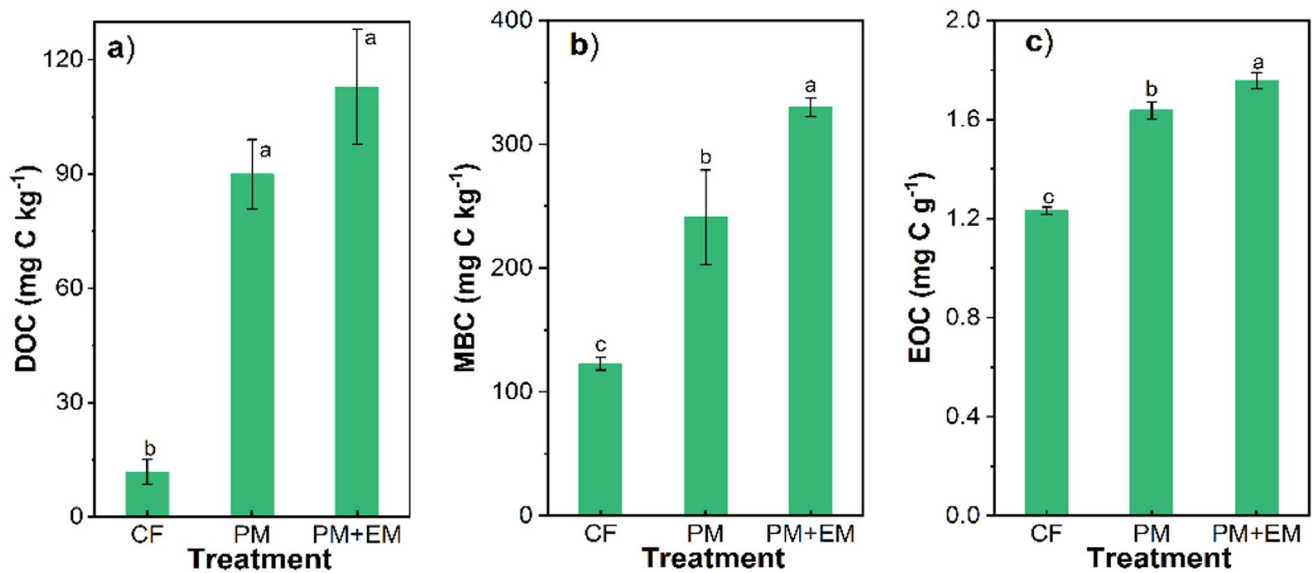 a)
DOC (mg C kg⁻¹)
120
90
60
30
0
b
a
a
CF
PM
PM+EM
Treatment
b)
MBC (mg C kg⁻¹)
400
300
200
100
0
c
b
a
CF
PM
PM+EM
Treatment
c)
EOC (mg C g⁻¹)
2.0
1.6
1.2
0.8
0.4
0.0
c
b
a
CF
PM
PM+EM
Treatment